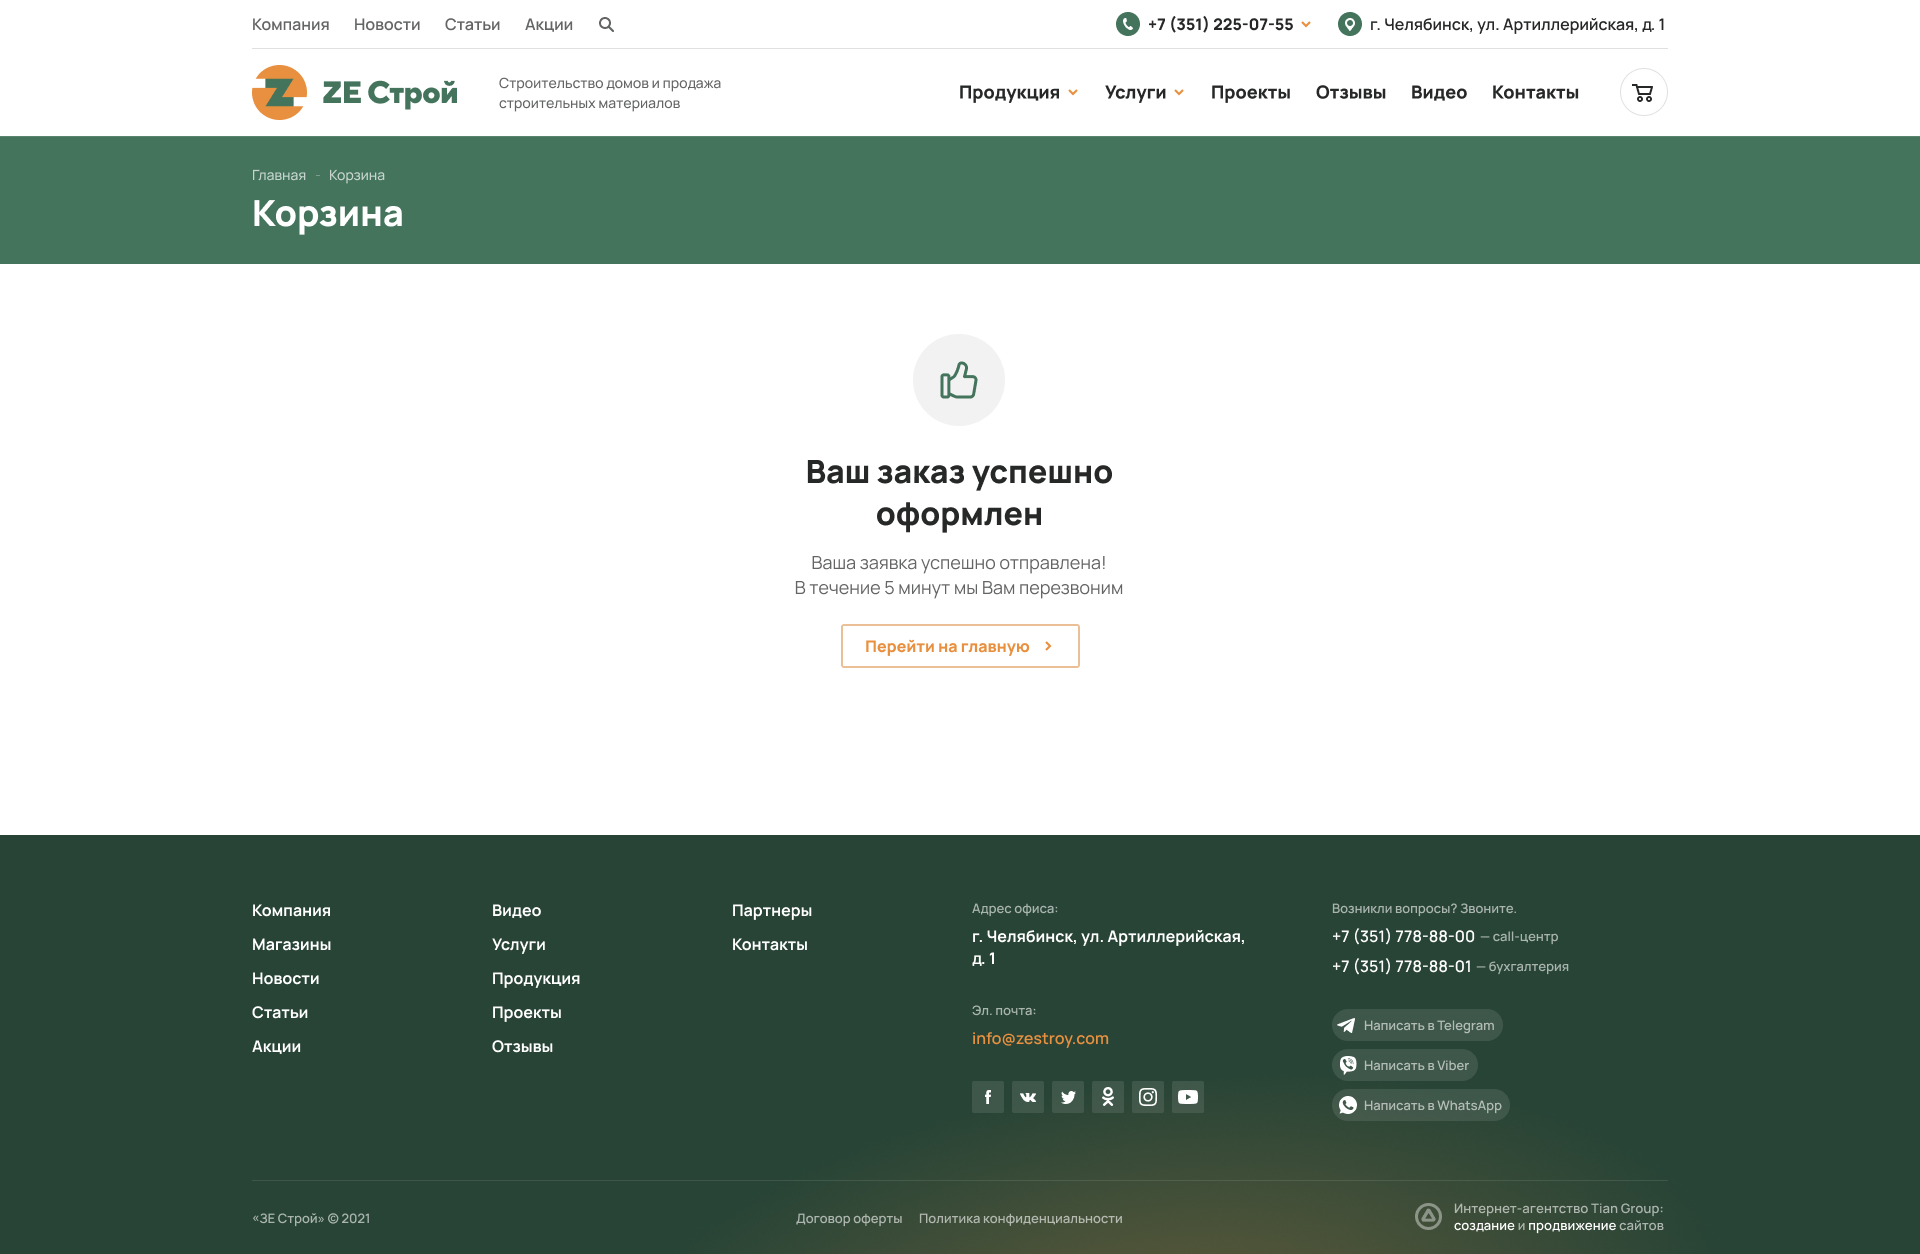 Компания Новости Статьи Акции
+7 (351) 225-07-55
г. Челябинск, ул. Артиллерийская, д. 1
Z
ZE Строй
Строительство домов и продажа
строительных материалов
Продукция Услуги Проекты Отзывы Видео Контакты
Главная - Корзина
Корзина
Ваш заказ успешно
оформлен
Ваша заявка успешно отправлена!
В течение 5 минут мы Вам перезвоним
Перейти на главную
Компания
Магазины
Новости
Статьи
Акции
Видео
Услуги
Продукция
Проекты
Отзывы
Партнеры
Контакты
Адрес офиса:
г. Челябинск, ул. Артиллерийская,
д. 1
Эл. почта:
info@zestroy.com
Возникли вопросы? Звоните.
+7 (351) 778-88-00 — call-центр
+7 (351) 778-88-01 — бухгалтерия
Написать в Telegram
Написать в Viber
Написать в WhatsApp
«ЗЕ Строй» © 2021
Договор оферты Политика конфиденциальности
Интернет-агентство Tian Group:
создание и продвижение сайтов